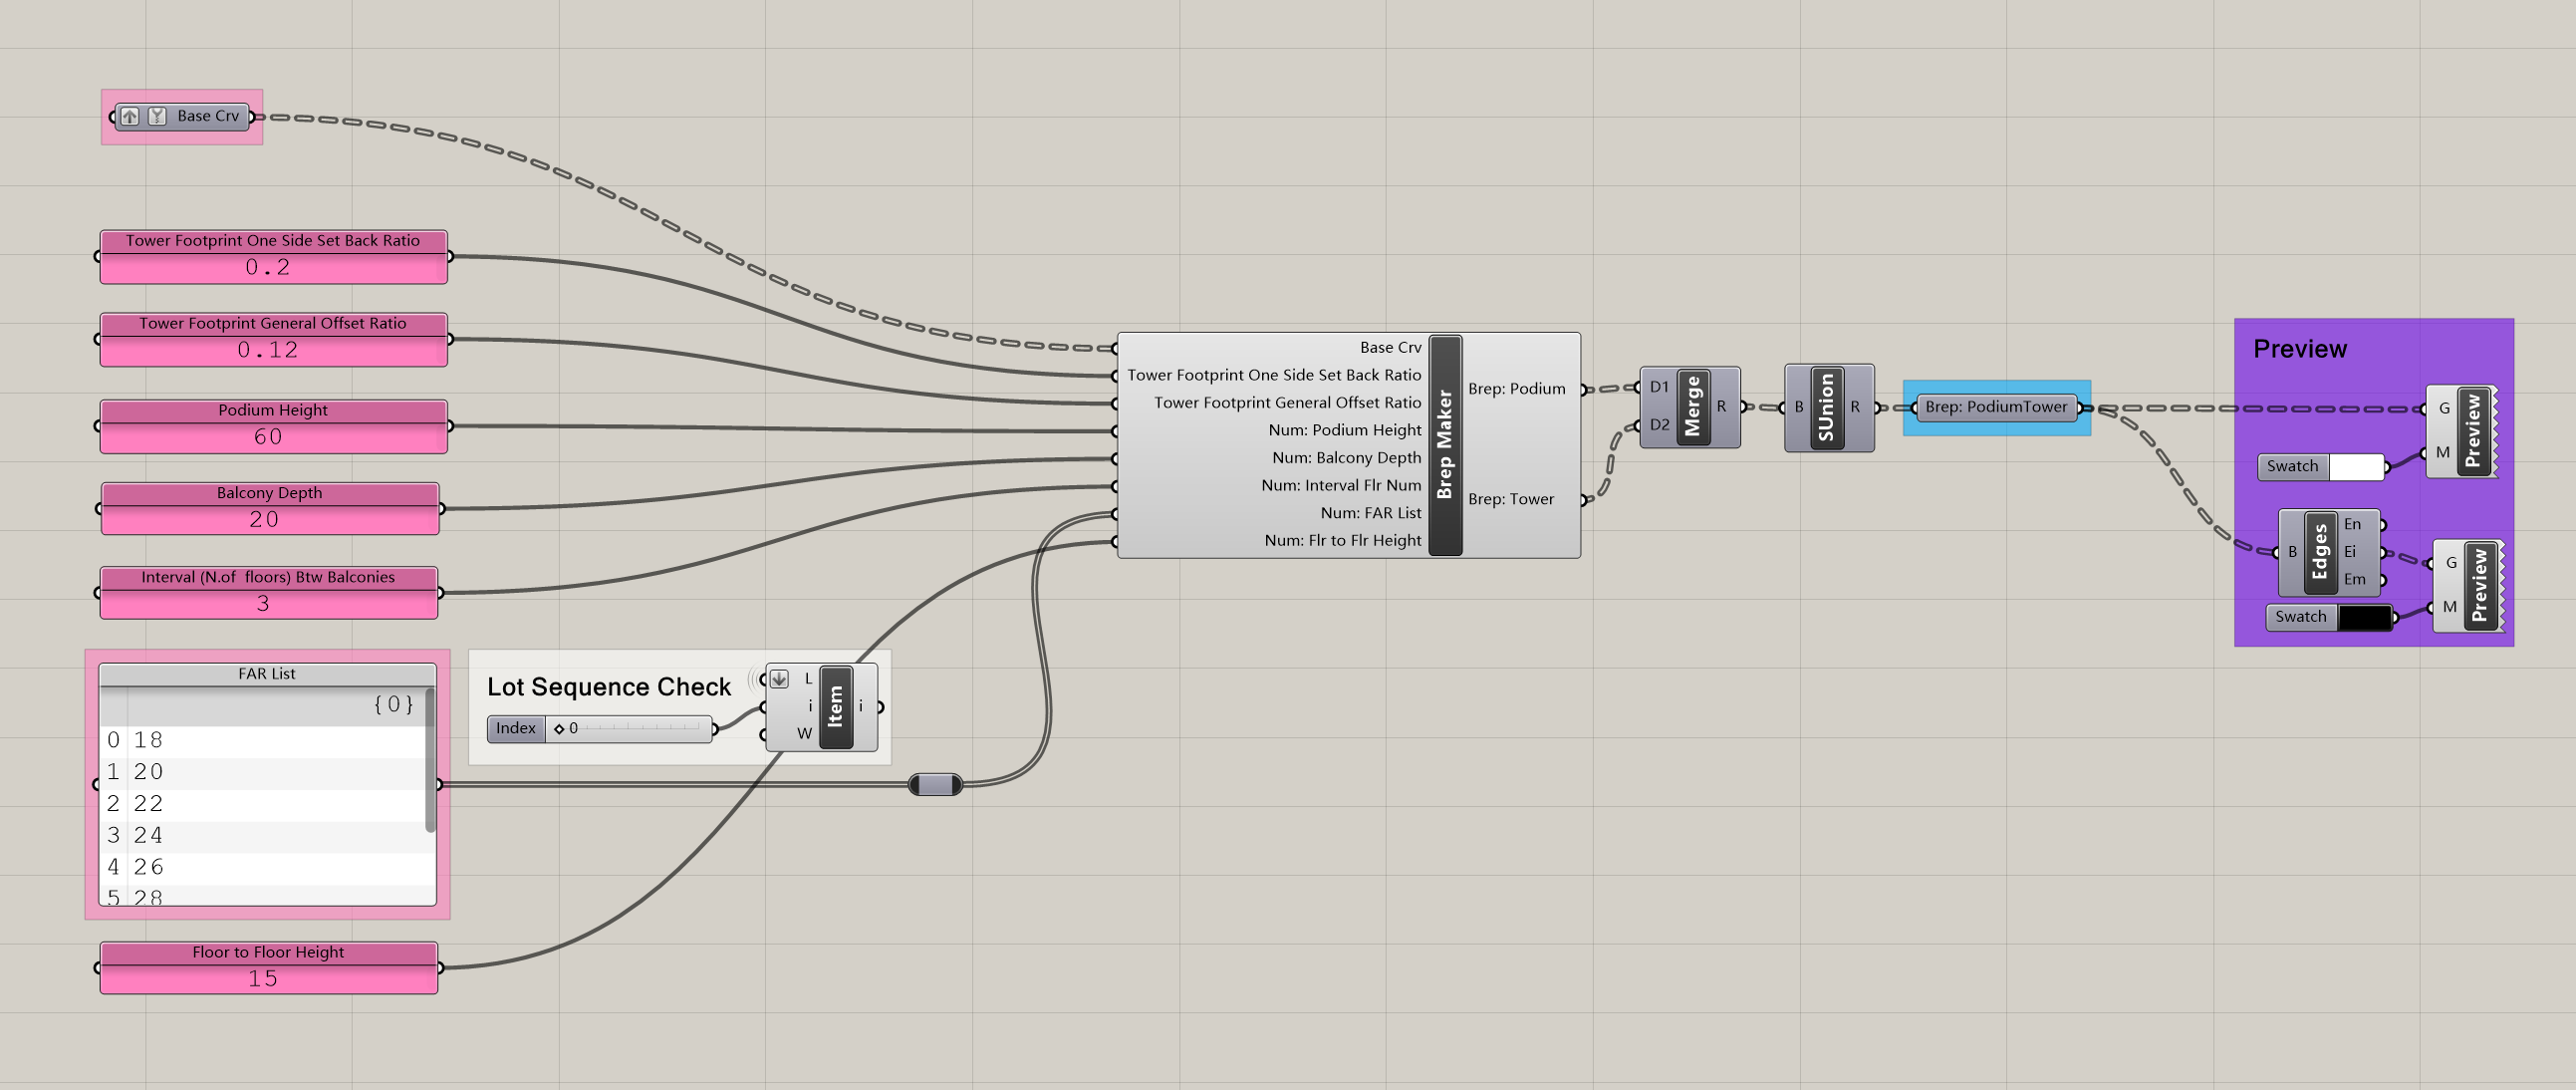 Base Crv
Tower Footprint One Side Set Back Ratio
0.2
Tower Footprint General Offset Ratio
0.12
Podium Height
60
Balcony Depth
20
Interval (N.of  floors) Btw Balconies
3
FAR List
{0}
0 18
1 20
2 22
3 24
4 26
5 28
Floor to Floor Height
15
Lot Sequence Check
Index 0
L
i
W
Item
i
Base Crv
Tower Footprint One Side Set Back Ratio
Tower Footprint General Offset Ratio
Num: Podium Height
Num: Balcony Depth
Num: Interval Flr Num
Num: FAR List
Num: Flr to Flr Height
Brep Maker
Brep: Podium
Brep: Tower
D1
D2
Merge
R
B
SUnion
R
Brep: PodiumTower
Preview
G
M
Preview
Swatch
B
Edges
En
Ei
Em
G
M
Preview
Swatch